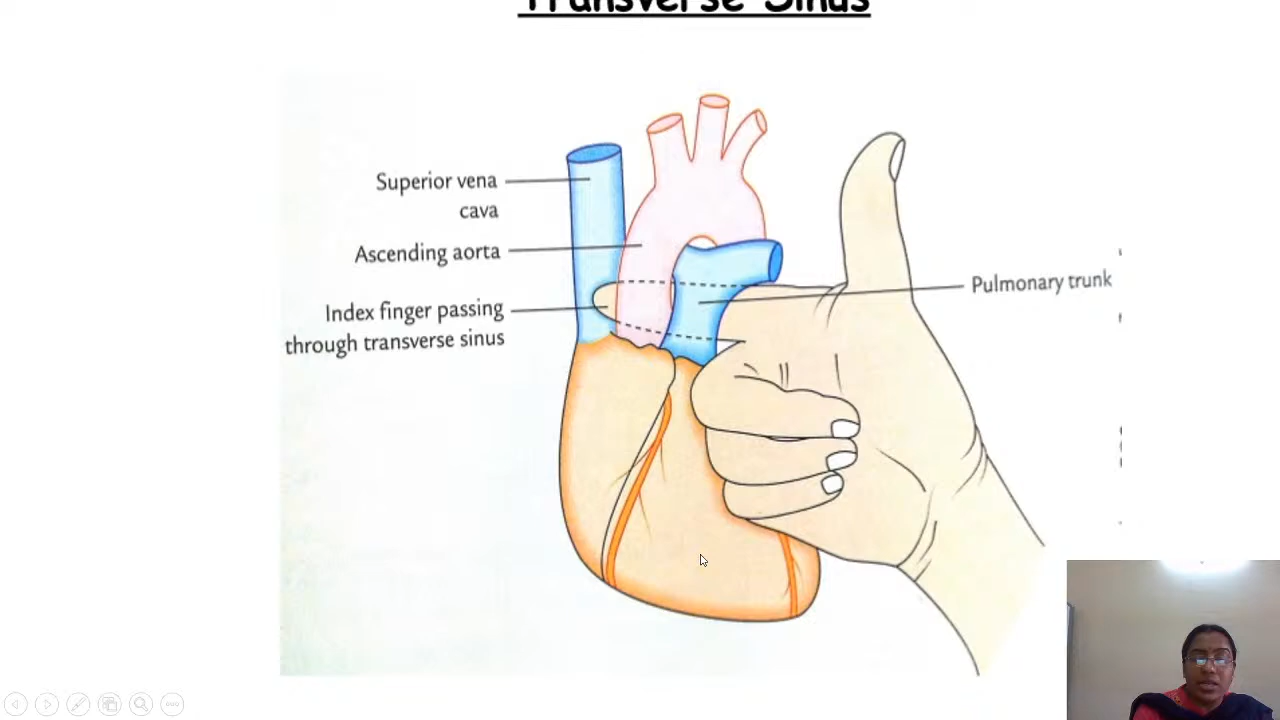 Transverse Sinus
Superior vena
cava
Ascending aorta
Index finger passing
through transverse sinus
Pulmonary trunk